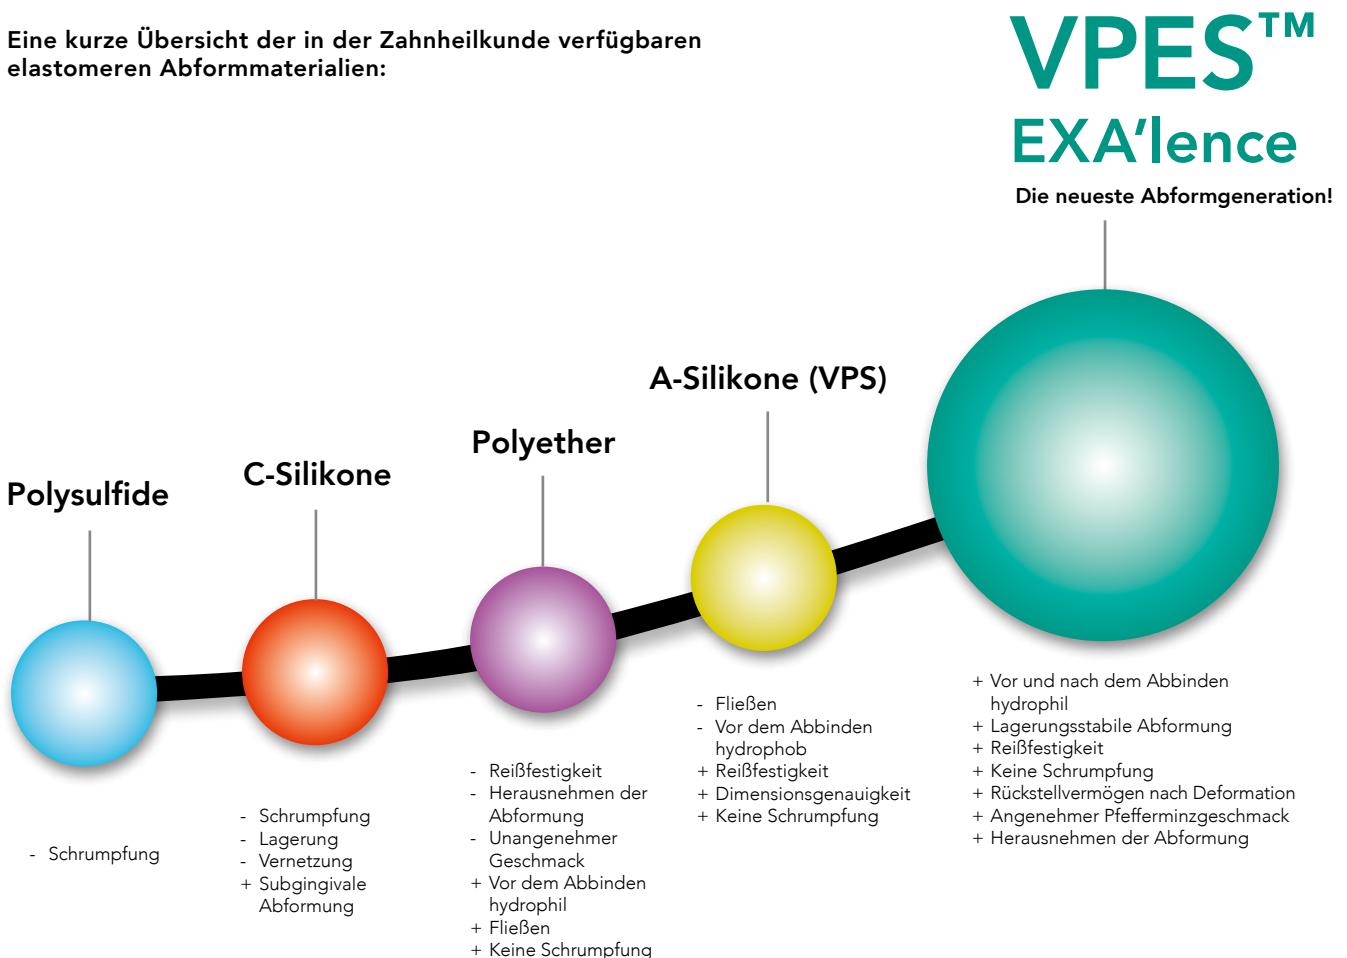 Eine kurze Übersicht der in der Zahnheilkunde verfügbaren
elastomeren Abformmaterialien:
VPES™
EXA‘lence
Die neueste Abformgeneration!
A-Silikone (VPS)
Polyether
C-Silikone
Polysulfide
- Schrumpfung
- Schrumpfung
- Lagerung
- Vernetzung
+ Subgingivale
Abformung
- Reißfestigkeit
- Herausnehmen der
Abformung
- Unangenehmer
Geschmack
+ Vor dem Abbinden
hydrophil
+ Fließen
+ Keine Schrumpfung
- Fließen
- Vor dem Abbinden
hydrophob
+ Reißfestigkeit
+ Dimensionsgenauigkeit
+ Keine Schrumpfung
+ Vor und nach dem Abbinden
hydrophil
+ Lagerungsstabile Abformung
+ Reißfestigkeit
+ Keine Schrumpfung
+ Rückstellvermögen nach Deformation
+ Angenehmer Pfefferminzgeschmack
+ Herausnehmen der Abformung